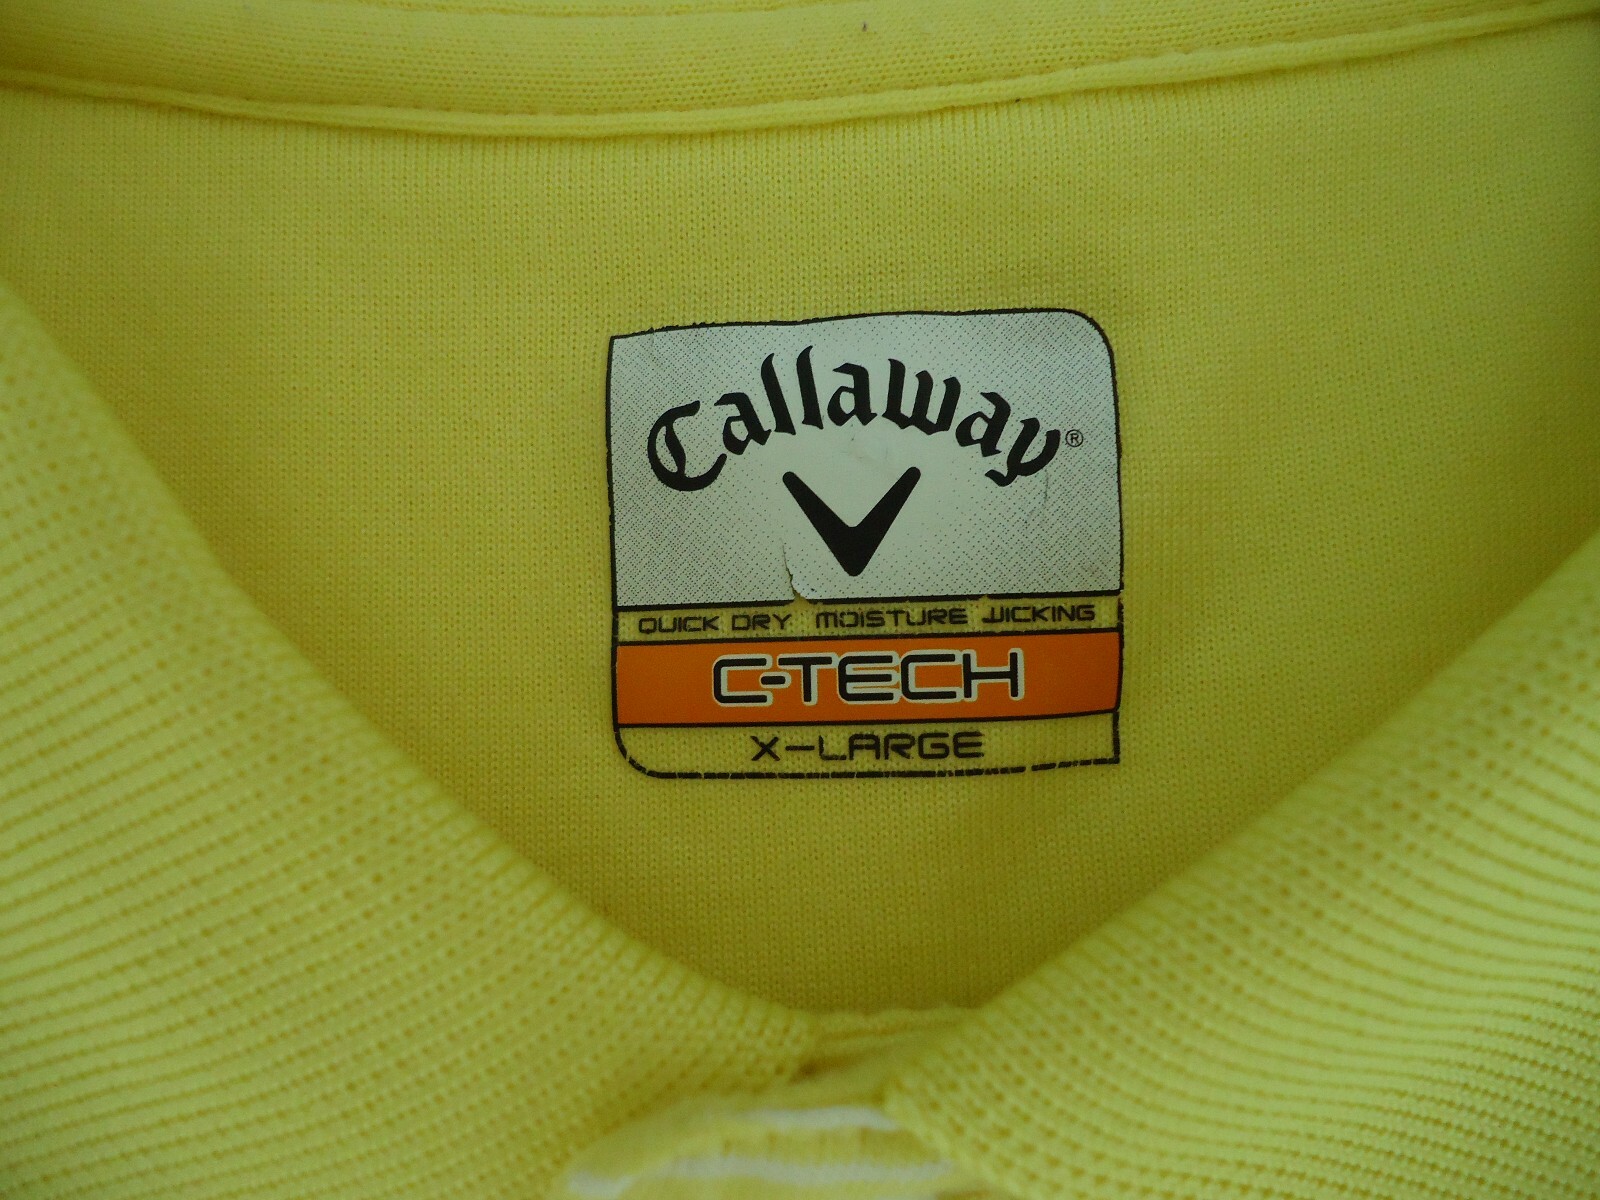 Callaway®
QUICK DRY MOISTURE WICKING
C-TECH
X-LARGE